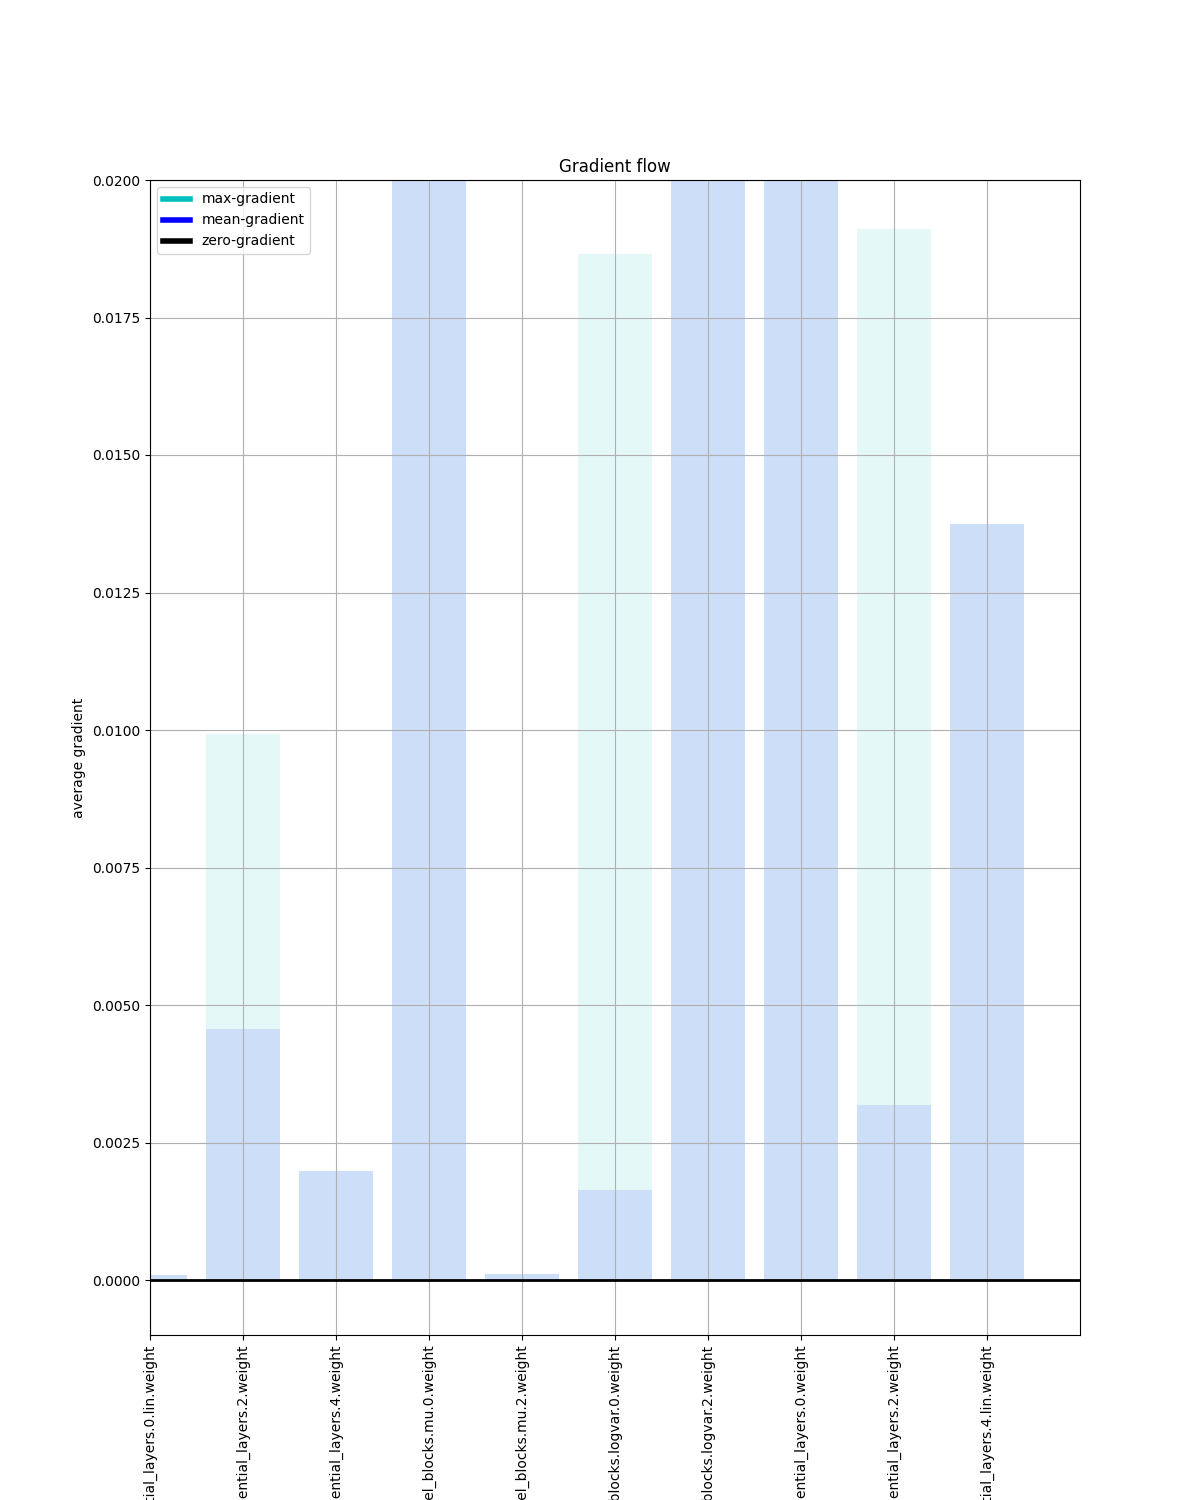 Gradient flow
max-gradient
mean-gradient
zero-gradient
0.0200
0.0175
0.0150
0.0125
0.0100
0.0075
0.0050
0.0025
0.0000
average gradient
tial_layers.0.lin.weight
ential_layers.2.weight
ential_layers.4.weight
el_blocks.mu.0.weight
el_blocks.mu.2.weight
blocks.logvar.0.weight
blocks.logvar.2.weight
ential_layers.0.weight
ential_layers.2.weight
tial_layers.4.lin.weight